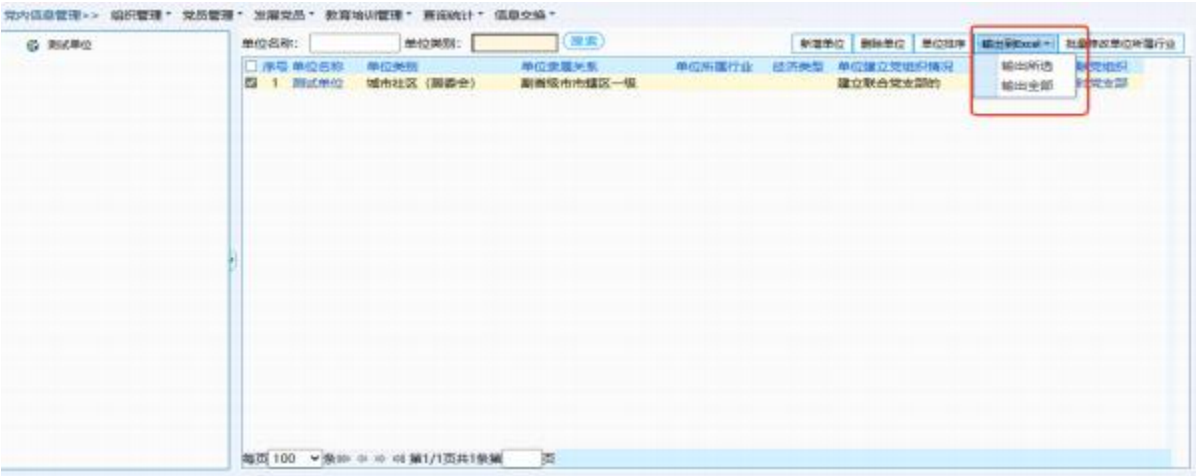 党内信息管理>> 组织管理 党员管理 发展党员 教育培训管理 查询统计 信息交换
测试单位
单位名称: 单位类别: 搜索 新增单位 删除单位 单位排序 输出到Excel 批量修改单位所属行业
序号 单位名称 单位类别 单位隶属关系 单位所属行业 经济类型 单位建立党组织情况 党组织
1 测试单位 城市社区（居委会） 副省级市市辖区一级 建立联合党支部的 党支部
输出所选
输出全部
每页 100 条 第1/1页共1条第 页